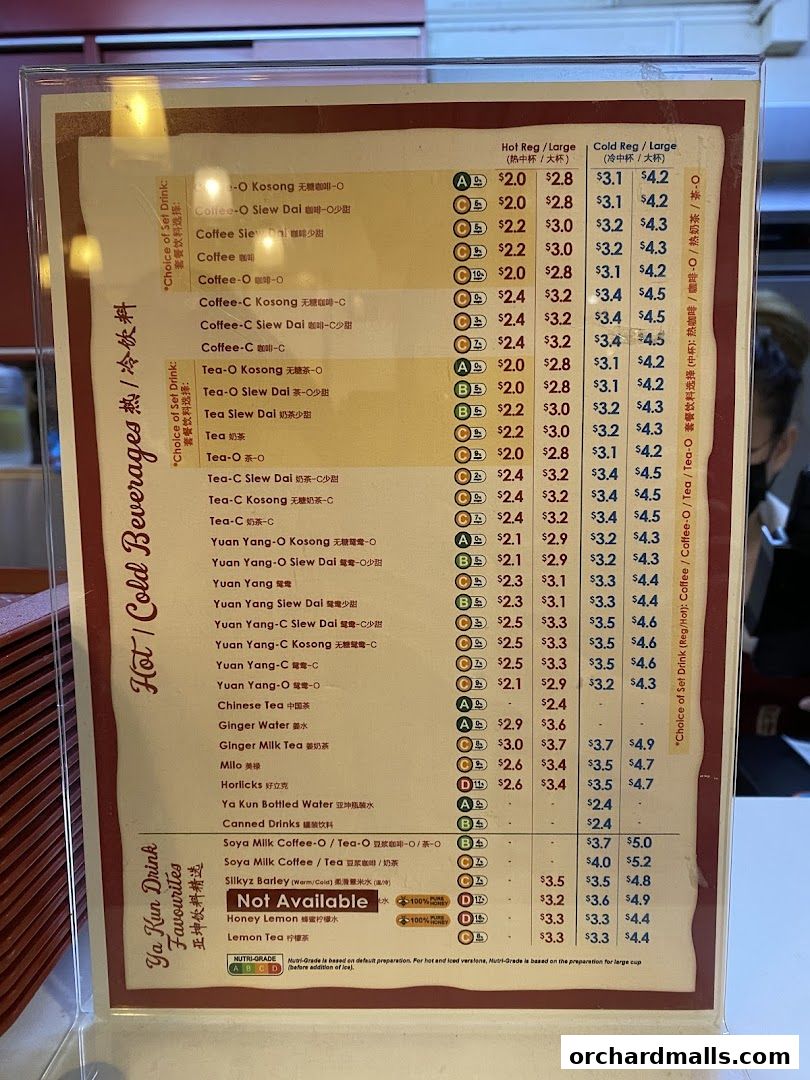 Hot Reg / Large Cold Reg / Large
(热中杯 / 大杯) (冷中杯 / 大杯)
*Choice of Set Drink:
套餐饮料选择:
-O Kosong 无糖咖啡-O A 0% $2.0 $2.8 $3.1 $4.2
Coffee-O Siew Dai 咖啡-O少甜 C $2.0 $2.8 $3.1 $4.2
Coffee Siew Dai 咖啡少甜 C $2.2 $3.0 $3.2 $4.3
Coffee 咖啡 C $2.2 $3.0 $3.2 $4.3
Coffee-O 咖啡-O C 10% $2.0 $2.8 $3.1 $4.2
Coffee-C Kosong 无糖咖啡-C C $2.4 $3.2 $3.4 $4.5
Coffee-C Siew Dai 咖啡-C少甜 C $2.4 $3.2 $3.4 $4.5
Coffee-C 咖啡-C C $2.4 $3.2 $3.4 $4.5
*Choice of Set Drink:
套餐饮料选择:
Tea-O Kosong 无糖茶-O A 0% $2.0 $2.8 $3.1 $4.2
Tea-O Siew Dai 茶-O少甜 B $2.0 $2.8 $3.1 $4.2
Tea Siew Dai 奶茶少甜 B $2.2 $3.0 $3.2 $4.3
Tea 奶茶 C $2.2 $3.0 $3.2 $4.3
Tea-O 茶-O C $2.0 $2.8 $3.1 $4.2
Tea-C Siew Dai 奶茶-C少甜 C $2.4 $3.2 $3.4 $4.5
Tea-C Kosong 无糖奶茶-C C $2.4 $3.2 $3.4 $4.5
Tea-C 奶茶-C C $2.4 $3.2 $3.4 $4.5
Yuan Yang-O Kosong 无糖鸳鸯-O A $2.1 $2.9 $3.2 $4.3
Yuan Yang-O Siew Dai 鸳鸯-O少甜 B $2.1 $2.9 $3.2 $4.3
Yuan Yang 鸳鸯 C $2.3 $3.1 $3.3 $4.4
Yuan Yang Siew Dai 鸳鸯少甜 B $2.3 $3.1 $3.3 $4.4
Yuan Yang-C Siew Dai 鸳鸯-C少甜 C $2.5 $3.3 $3.5 $4.6
Yuan Yang-C Kosong 无糖鸳鸯-C C $2.5 $3.3 $3.5 $4.6
Yuan Yang-C 鸳鸯-C C $2.5 $3.3 $3.5 $4.6
Yuan Yang-O 鸳鸯-O C $2.1 $2.9 $3.2 $4.3
Chinese Tea 中国茶 A - $2.4 - -
Ginger Water 姜水 A $2.9 $3.6 - -
Ginger Milk Tea 姜奶茶 C $3.0 $3.7 $3.7 $4.9
Milo 美禄 C $2.6 $3.4 $3.5 $4.7
Horlicks 好立克 D 11% $2.6 $3.4 $3.5 $4.7
Ya Kun Bottled Water 亚坤瓶装水 A - - $2.4 -
Canned Drinks 罐装饮料 B - - $2.4 -
Hot / Cold Beverages 热 / 冷饮料
Soya Milk Coffee-O / Tea-O 豆浆咖啡-O / 茶-O B - - $3.7 $5.0
Soya Milk Coffee / Tea 豆浆咖啡 / 奶茶 C - - $4.0 $5.2
Silkyz Barley (Warm/Cold) 柔滑薏米水 (温/冷) C $3.5 $3.5 $4.8
Not Available 水 100% PURE HONEY D 17% $3.2 $3.6 $4.9
Honey Lemon 蜂蜜柠檬水 100% PURE HONEY D $3.3 $3.3 $4.4
Lemon Tea 柠檬茶 C $3.3 $3.3 $4.4
Ya Kun Drink
Favourites
亚坤饮料精选
NUTRI-GRADE
A B C D
Nutri-Grade is based on default preparation. For hot and iced versions, Nutri-Grade is based on the preparation for large cup
(before addition of ice).
*Choice of Set Drink (Reg/Hot): Coffee / Coffee-O / Tea / Tea-O 套餐饮料选择 (中杯): 热咖啡 / 咖啡-O / 热奶茶 / 茶-O
orchardmalls.com